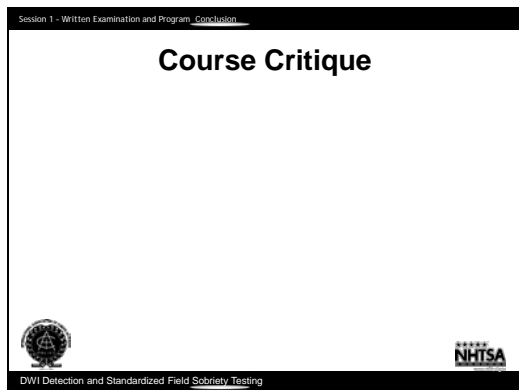 Session 1 - Written Examination and Program Conclusion
Course Critique
NHTSA
DWI Detection and Standardized Field Sobriety Testing